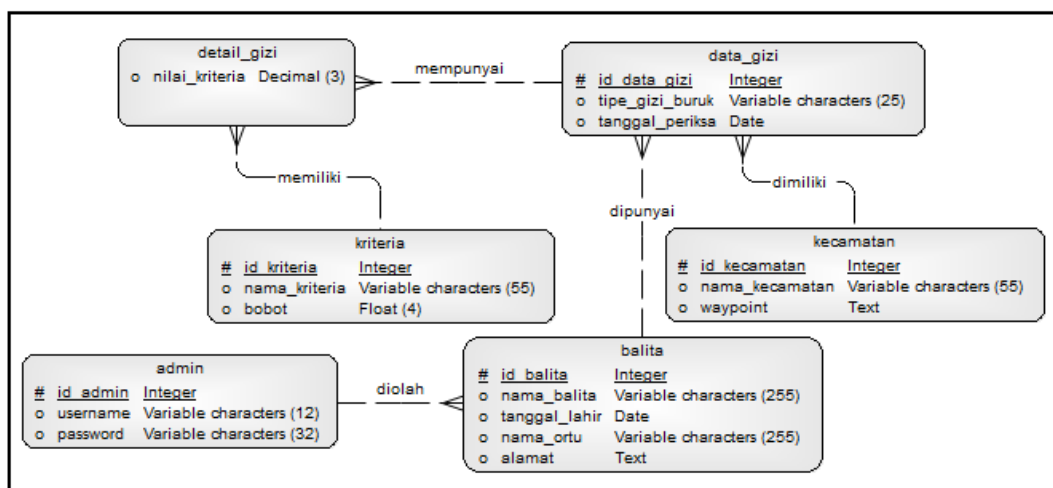 detail_gizi
o nilai_kriteria Decimal (3)
mempunyai
data_gizi
# id_data_gizi Integer
o tipe_gizi_buruk Variable characters (25)
o tanggal_periksa Date
memiliki
dipunyai
dimiliki
kriteria
# id_kriteria Integer
o nama_kriteria Variable characters (55)
o bobot Float (4)
kecamatan
# id_kecamatan Integer
o nama_kecamatan Variable characters (55)
o waypoint Text
admin
# id_admin Integer
o username Variable characters (12)
o password Variable characters (32)
diolah
balita
# id_balita Integer
o nama_balita Variable characters (255)
o tanggal_lahir Date
o nama_ortu Variable characters (255)
o alamat Text